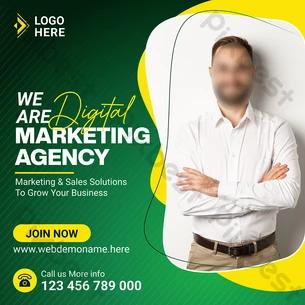 LOGO
HERE
WE
ARE Digital
MARKETING
AGENCY
Marketing & Sales Solutions
To Grow Your Business
JOIN NOW
www.webdemoname.here
Call us More info
123 456 789 000